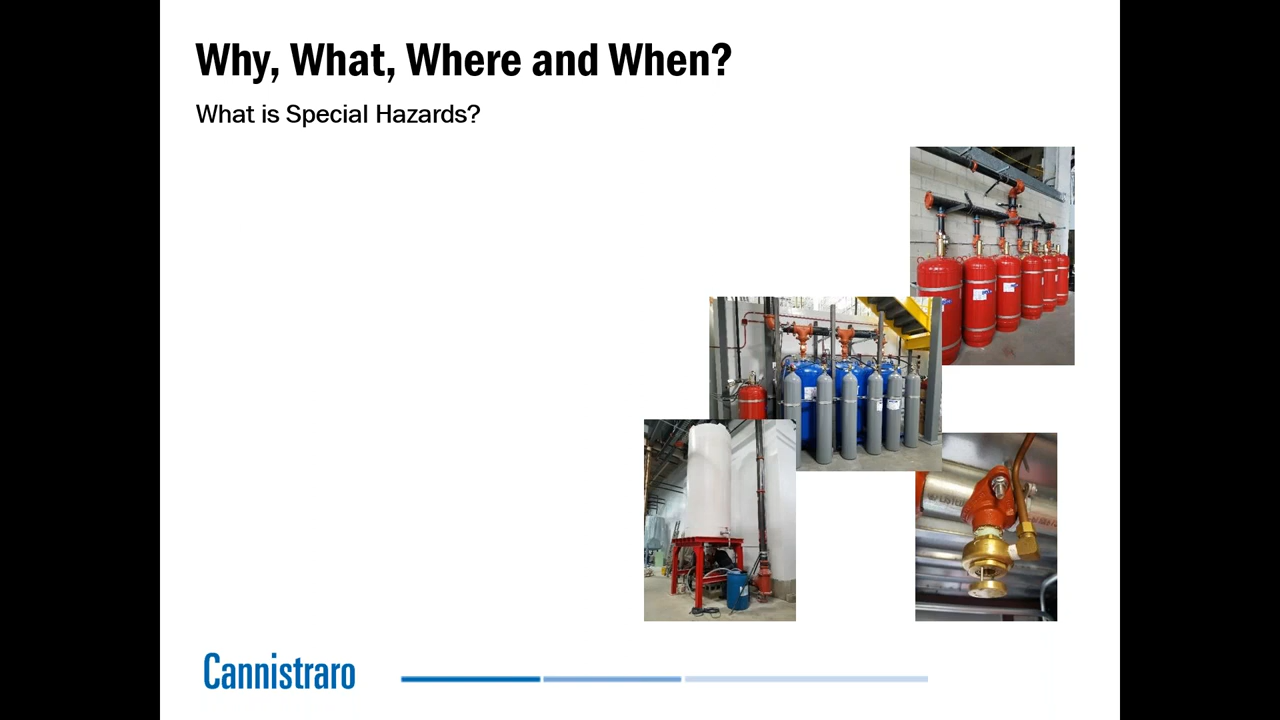 Why, What, Where and When?
What is Special Hazards?
Cannistraro